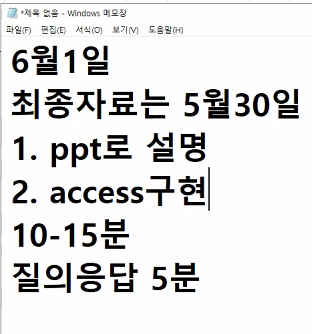 *제목 없음 - Windows 메모장
파일(F) 편집(E) 서식(O) 보기(V) 도움말(H)
6월1일
최종자료는 5월30일
1. ppt로 설명
2. access구현
10-15분
질의응답 5분